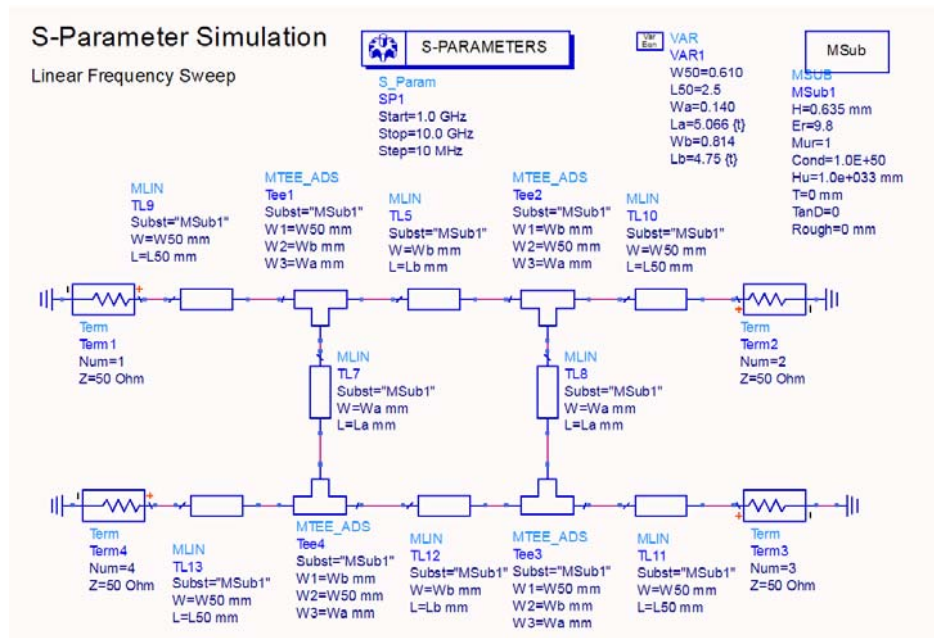 S-Parameter Simulation
Linear Frequency Sweep
S-PARAMETERS
S_Param
SP1
Start=1.0 GHz
Stop=10.0 GHz
Step=10 MHz
Var
Eqn
VAR
VAR1
W50=0.610
L50=2.5
Wa=0.140
La=5.066 {t}
Wb=0.814
Lb=4.75 {t}
MSub
MSUB
MSub1
H=0.635 mm
Er=9.8
Mur=1
Cond=1.0E+50
Hu=1.0e+033 mm
T=0 mm
TanD=0
Rough=0 mm
MLIN
TL9
Subst="MSub1"
W=W50 mm
L=L50 mm
MTEE_ADS
Tee1
Subst="MSub1"
W1=W50 mm
W2=Wb mm
W3=Wa mm
MLIN
TL5
Subst="MSub1"
W=Wb mm
L=Lb mm
MTEE_ADS
Tee2
Subst="MSub1"
W1=Wb mm
W2=W50 mm
W3=Wa mm
MLIN
TL10
Subst="MSub1"
W=W50 mm
L=L50 mm
Term
Term1
Num=1
Z=50 Ohm
MLIN
TL7
Subst="MSub1"
W=Wa mm
L=La mm
MLIN
TL8
Subst="MSub1"
W=Wa mm
L=La mm
Term
Term2
Num=2
Z=50 Ohm
Term
Term4
Num=4
Z=50 Ohm
MLIN
TL13
Subst="MSub1"
W=W50 mm
L=L50 mm
MTEE_ADS
Tee4
Subst="MSub1"
W1=Wb mm
W2=W50 mm
W3=Wa mm
MLIN
TL12
Subst="MSub1"
W=Wb mm
L=Lb mm
MTEE_ADS
Tee3
Subst="MSub1"
W1=W50 mm
W2=Wb mm
W3=Wa mm
MLIN
TL11
Subst="MSub1"
W=W50 mm
L=L50 mm
Term
Term3
Num=3
Z=50 Ohm